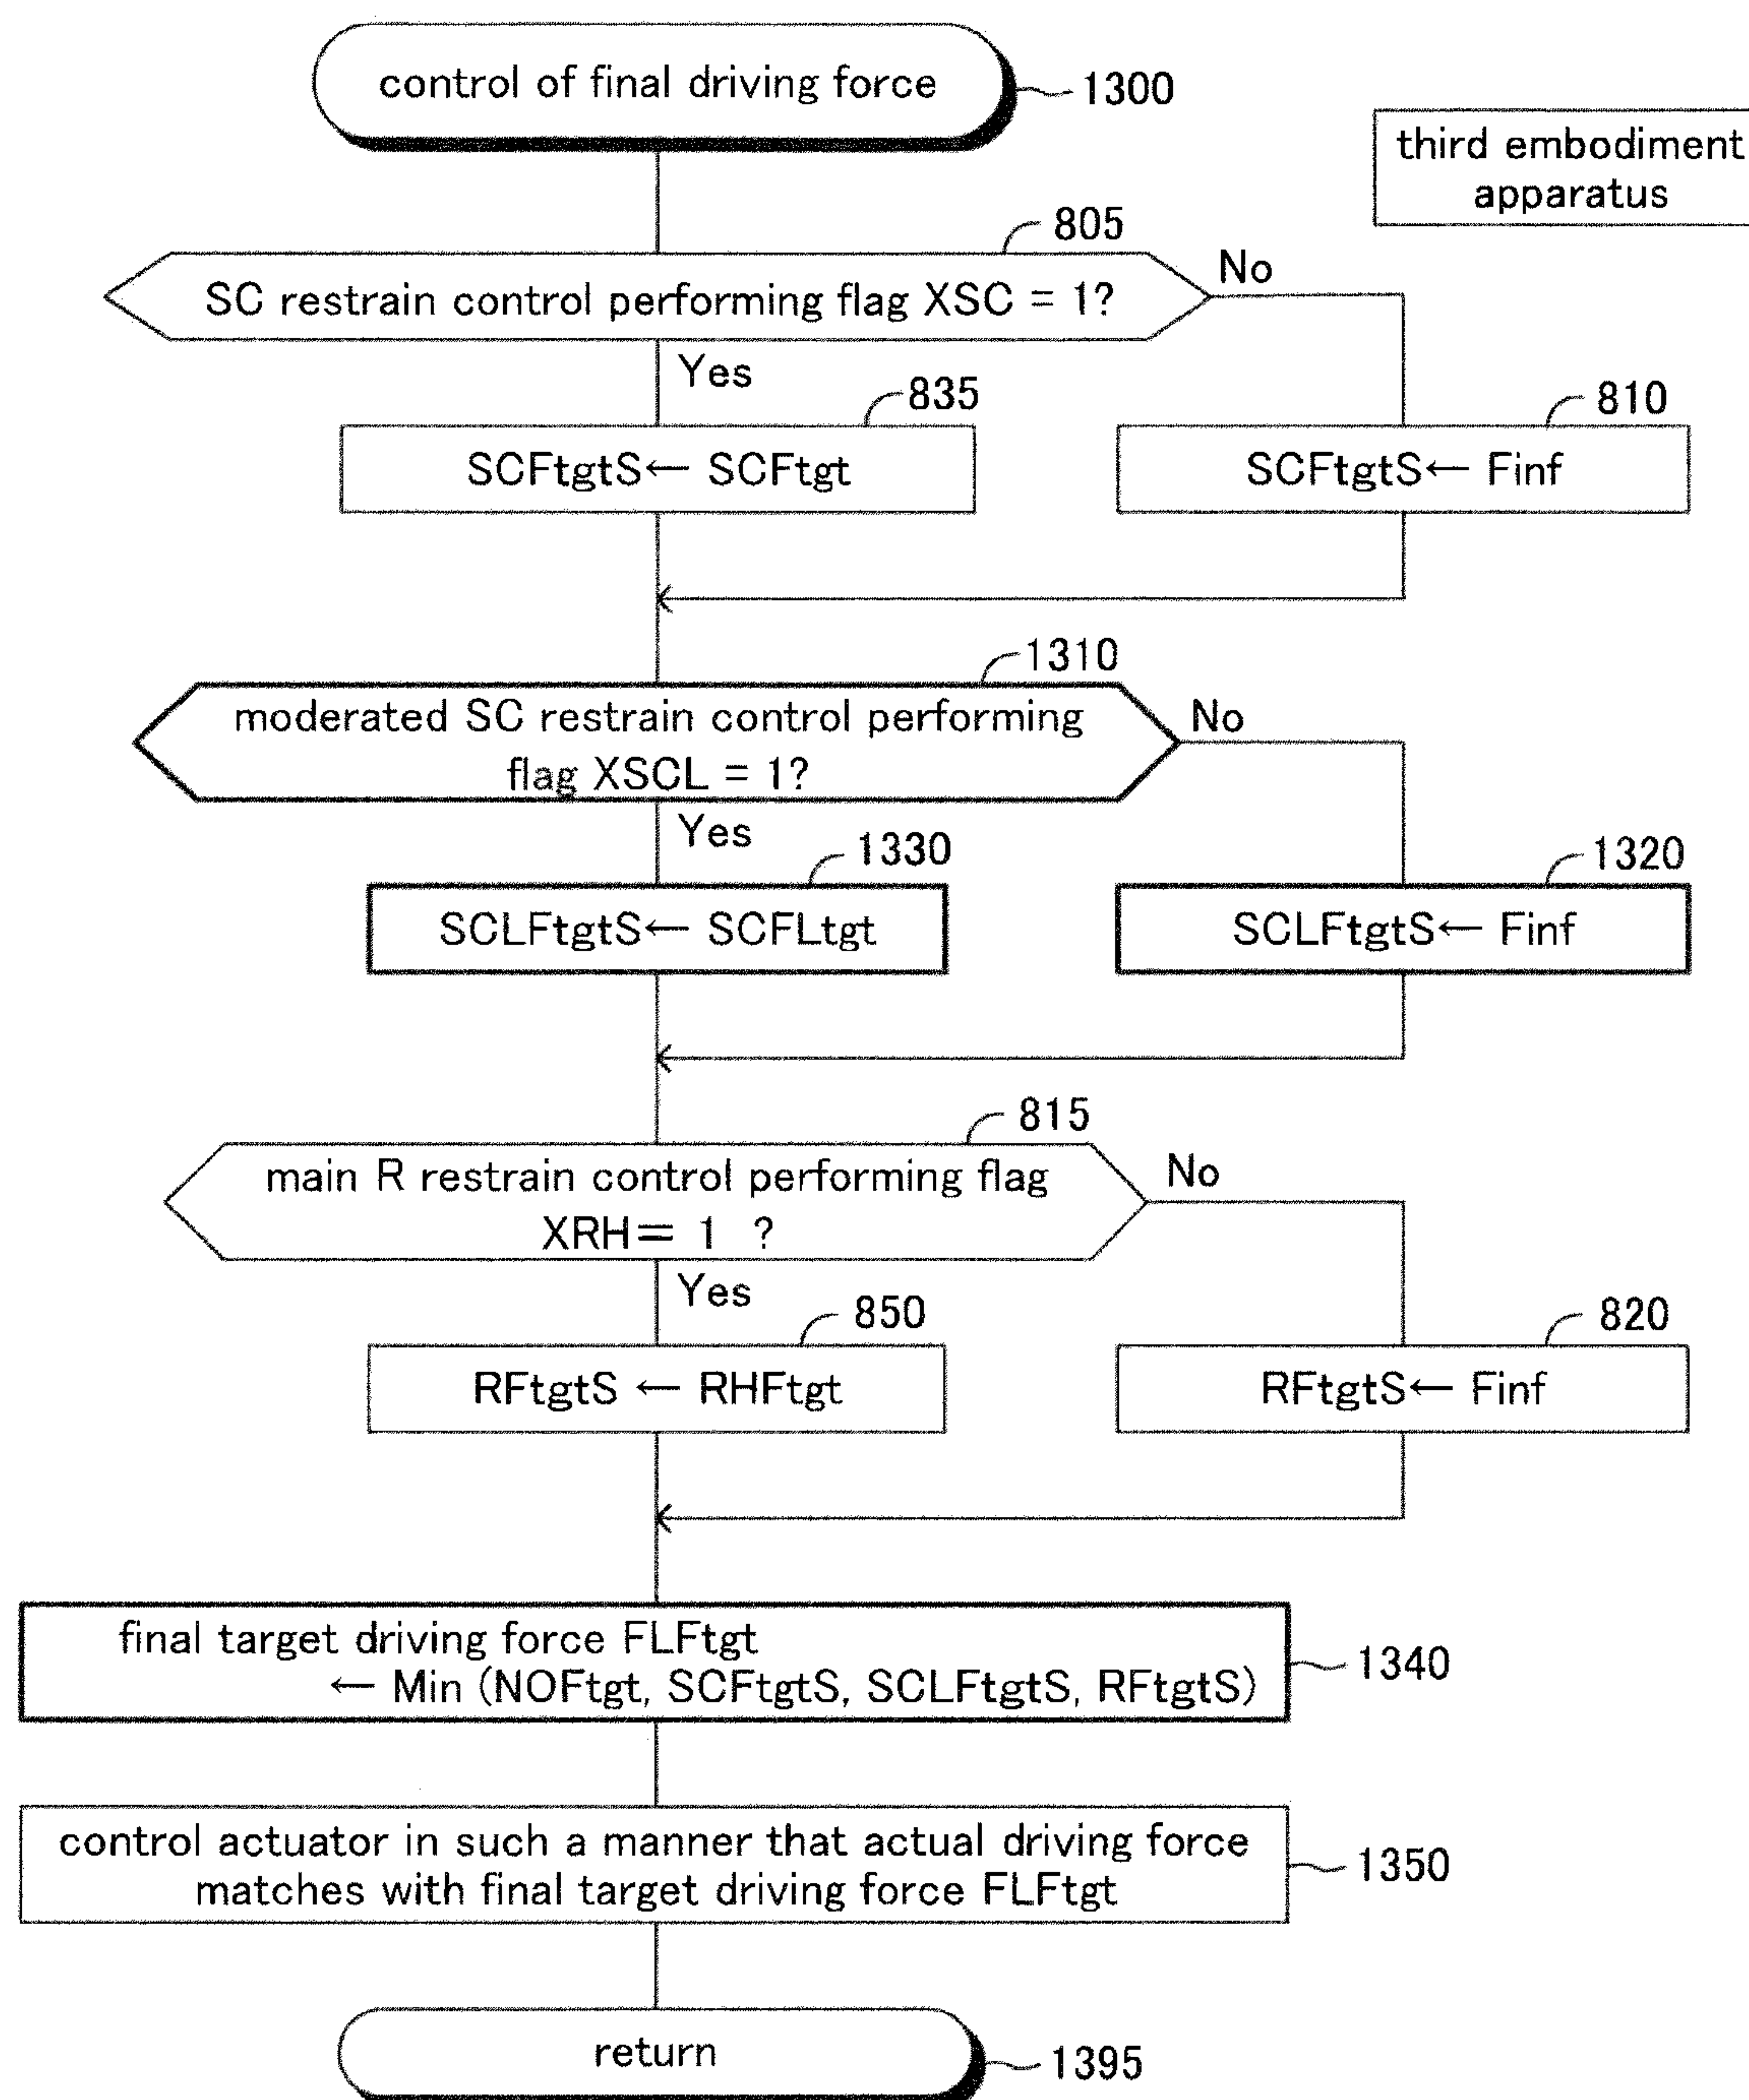 control of final driving force
1300
third embodiment
apparatus
805
SC restrain control performing flag XSC = 1?
No
Yes
835
810
SCFtgtS← SCFtgt
SCFtgtS← Finf
1310
moderated SC restrain control performing
flag XSCL = 1?
No
Yes
1330
1320
SCLFtgtS← SCFLtgt
SCLFtgtS← Finf
815
main R restrain control performing flag
XRH= 1 ?
No
Yes
850
820
RFtgtS ← RHFtgt
RFtgtS← Finf
final target driving force FLFtgt
← Min (NOFtgt, SCFtgtS, SCLFtgtS, RFtgtS)
1340
control actuator in such a manner that actual driving force
matches with final target driving force FLFtgt
1350
return
1395